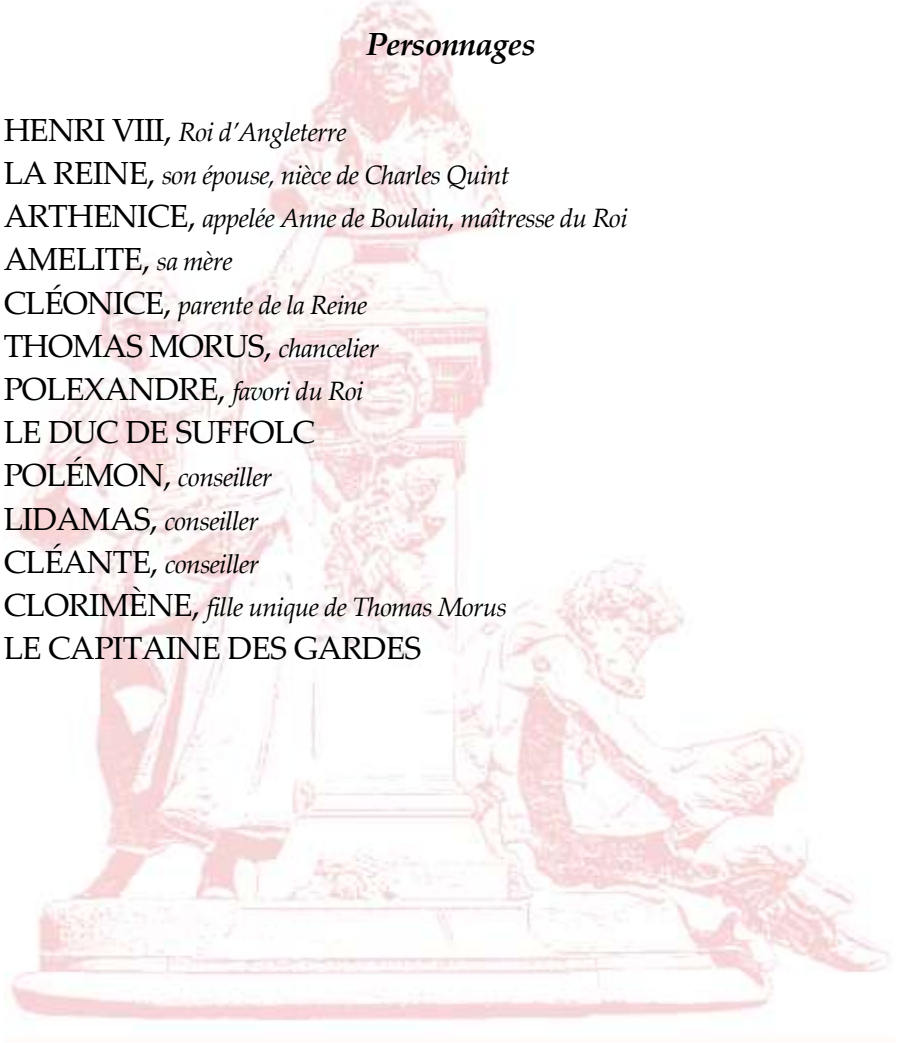 Personnages
HENRI VIII, Roi d’Angleterre
LA REINE, son épouse, nièce de Charles Quint
ARTHENICE, appelée Anne de Boulain, maîtresse du Roi
AMELITE, sa mère
CLÉONICE, parente de la Reine
THOMAS MORUS, chancelier
POLEXANDRE, favori du Roi
LE DUC DE SUFFOLC
POLÉMON, conseiller
LIDAMAS, conseiller
CLÉANTE, conseiller
CLORIMÈNE, fille unique de Thomas Morus
LE CAPITAINE DES GARDES